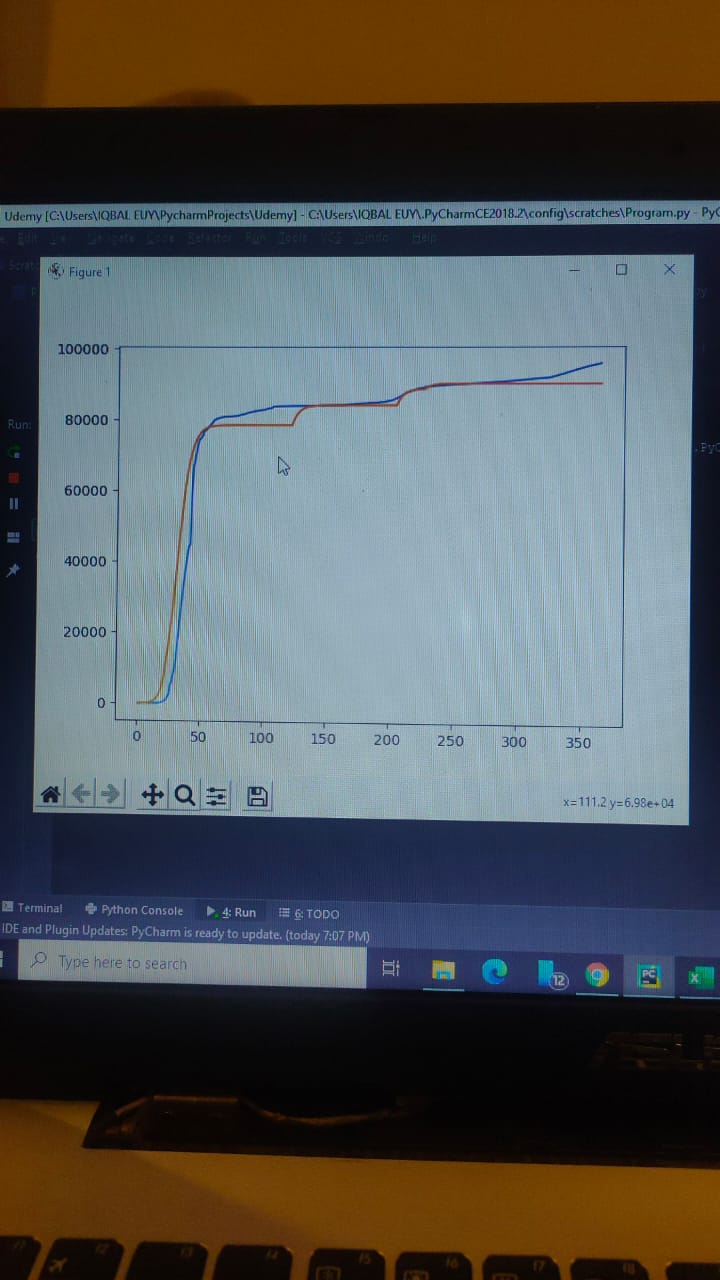 Udemy [C:\Users\IQBAL EUY\PycharmProjects\Udemy] - C:\Users\IQBAL EUY\.PyCharmCE2018.2\config\scratches\Program.py - PyC
Edit Navigate Code Refactor Run Tools VCS Window Help
Figure 1
100000
80000
60000
40000
20000
0
0 50 100 150 200 250 300 350
x=111.2 y=6.98e+04
Run:
.PyC
Terminal Python Console 4: Run 6: TODO
IDE and Plugin Updates: PyCharm is ready to update. (today 7:07 PM)
Type here to search
12
PC
X